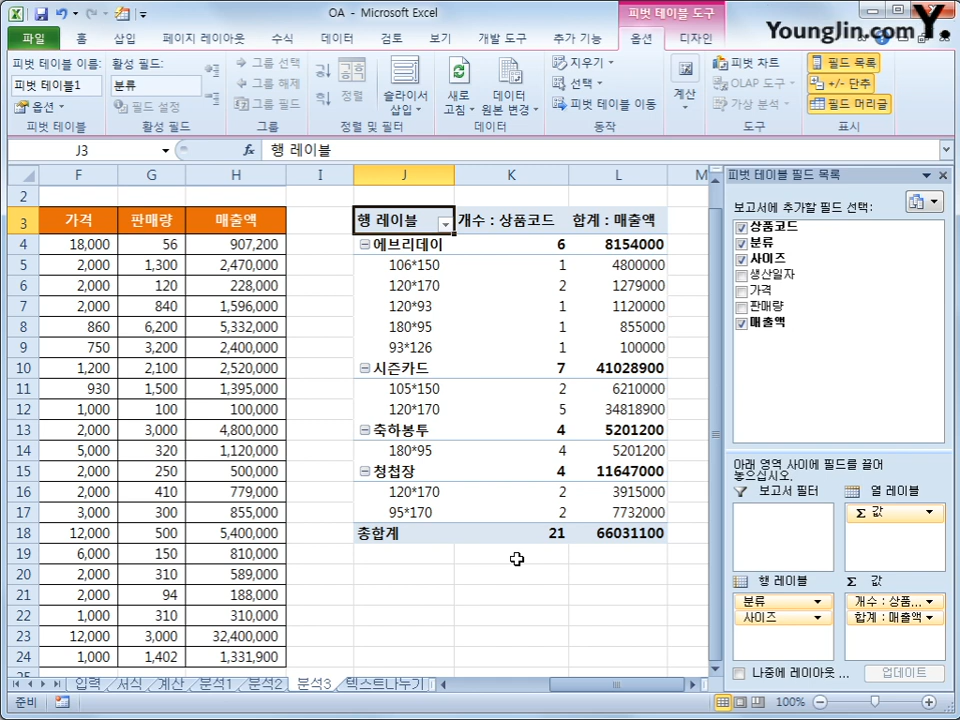 OA - Microsoft Excel
피벗 테이블 도구
YoungJin.com Y.
파일 홈 삽입 페이지 레이아웃 수식 데이터 검토 보기 개발 도구 추가 기능 옵션 디자인
피벗 테이블 이름:
피벗 테이블1
옵션
피벗 테이블
활성 필드:
분류
필드 설정
활성 필드
그룹 선택
그룹 해제
그룹 필드
그룹
정렬
슬라이서
삽입
정렬 및 필터
새로
고침
데이터
원본 변경
데이터
지우기
선택
피벗 테이블 이동
동작
계산
피벗 차트
OLAP 도구
가상 분석
도구
필드 목록
+/- 단추
필드 머리글
표시
J3 fx 행 레이블
F G H I J K L M
2
3 가격 판매량 매출액 행 레이블 개수 : 상품코드 합계 : 매출액
4 18,000 56 907,200 에브리데이 6 8154000
5 2,000 1,300 2,470,000 106*150 1 4800000
6 2,000 120 228,000 120*170 2 1279000
7 2,000 840 1,596,000 120*93 1 1120000
8 860 6,200 5,332,000 180*95 1 855000
9 750 3,200 2,400,000 93*126 1 100000
10 1,200 2,100 2,520,000 시즌카드 7 41028900
11 930 1,500 1,395,000 105*150 2 6210000
12 1,000 100 100,000 120*170 5 34818900
13 2,000 3,000 4,800,000 축하봉투 4 5201200
14 5,000 320 1,120,000 180*95 4 5201200
15 2,000 250 500,000 청첩장 4 11647000
16 2,000 410 779,000 120*170 2 3915000
17 3,000 300 855,000 95*170 2 7732000
18 12,000 500 5,400,000 총합계 21 66031100
19 6,000 150 810,000
20 2,000 310 589,000
21 2,000 94 188,000
22 1,000 310 310,000
23 12,000 3,000 32,400,000
24 1,000 1,402 1,331,900
피벗 테이블 필드 목록
보고서에 추가할 필드 선택:
상품코드
분류
사이즈
생산일자
가격
판매량
매출액
아래 영역 사이에 필드를 끌어
놓으십시오.
보고서 필터
열 레이블
Σ 값
행 레이블
Σ 값
분류
사이즈
개수 : 상품...
합계 : 매출액
나중에 레이아웃 ...
업데이트
입력 서식 계산 분석1 분석2 분석3 텍스트나누기
준비
100%